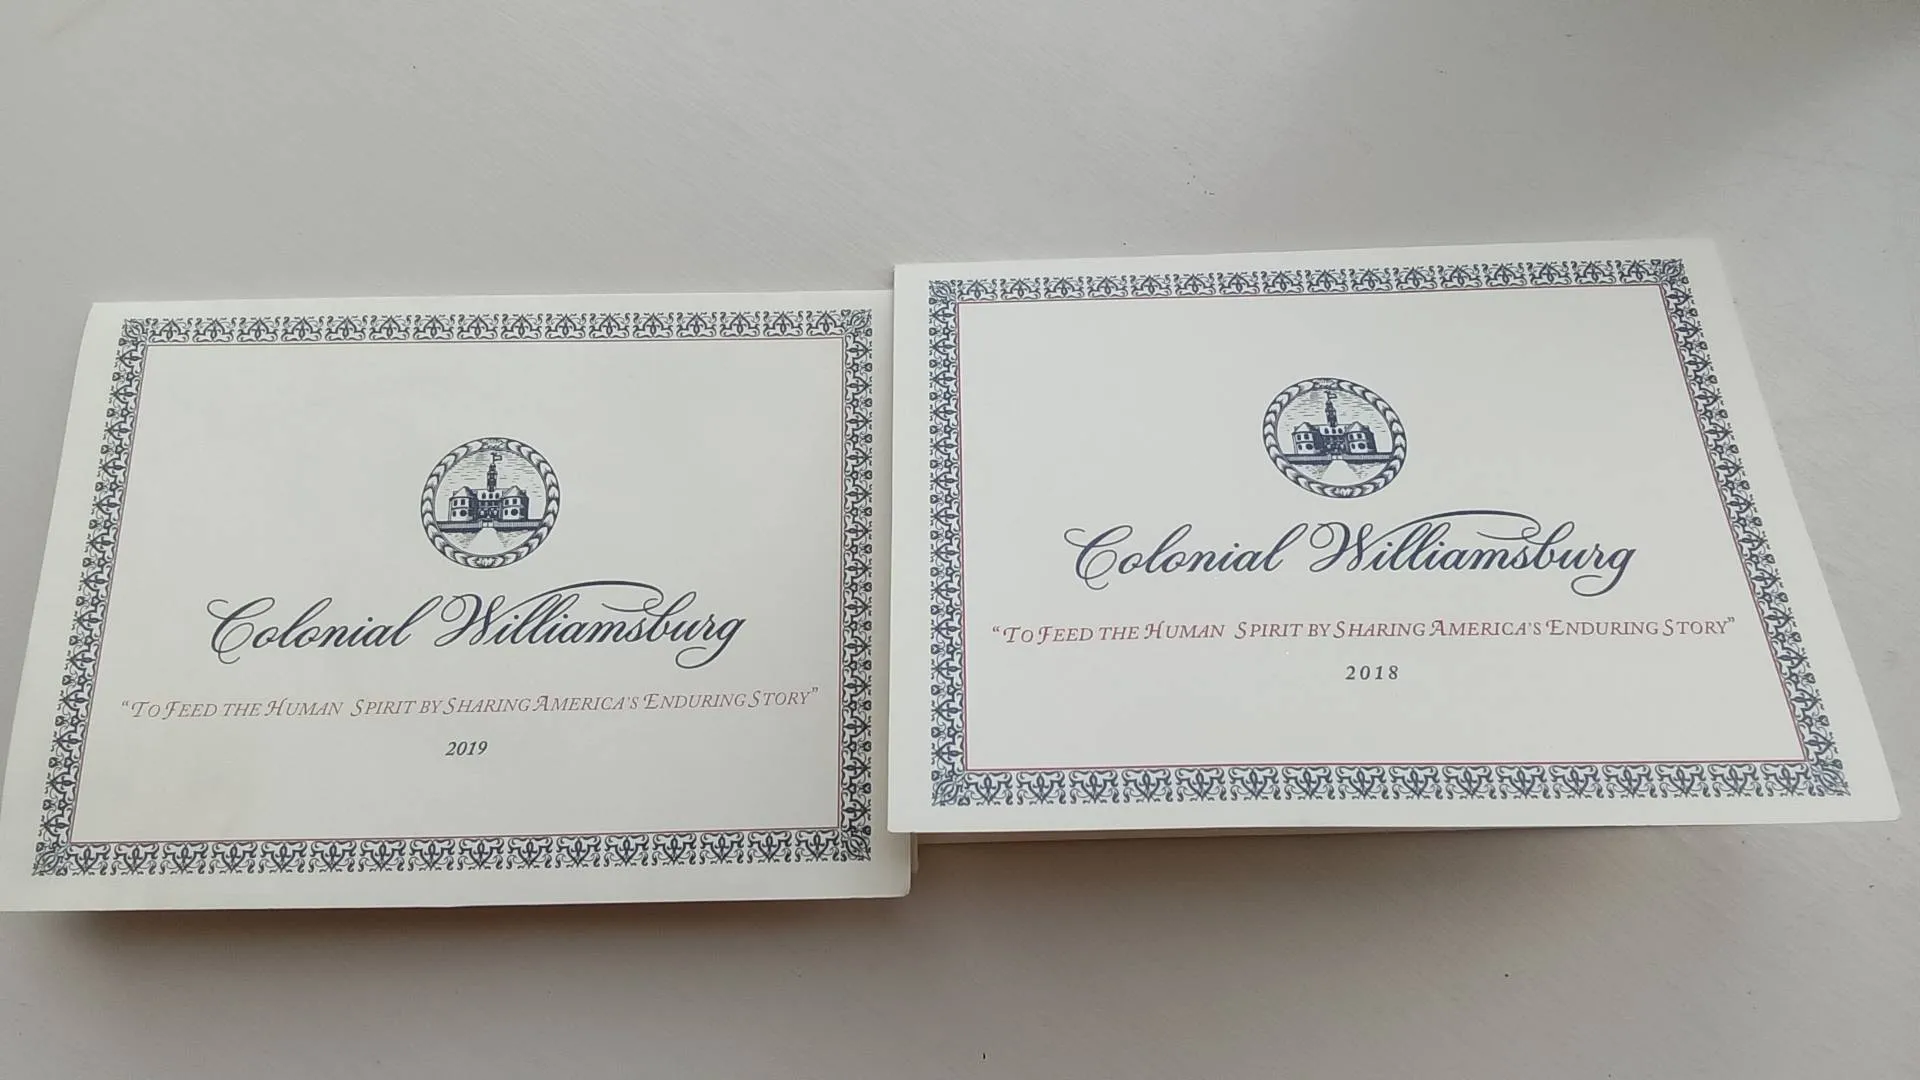 Colonial Williamsburg
“To Feed the Human Spirit by Sharing America's Enduring Story”
2019
Colonial Williamsburg
“To Feed the Human Spirit by Sharing America's Enduring Story”
2018